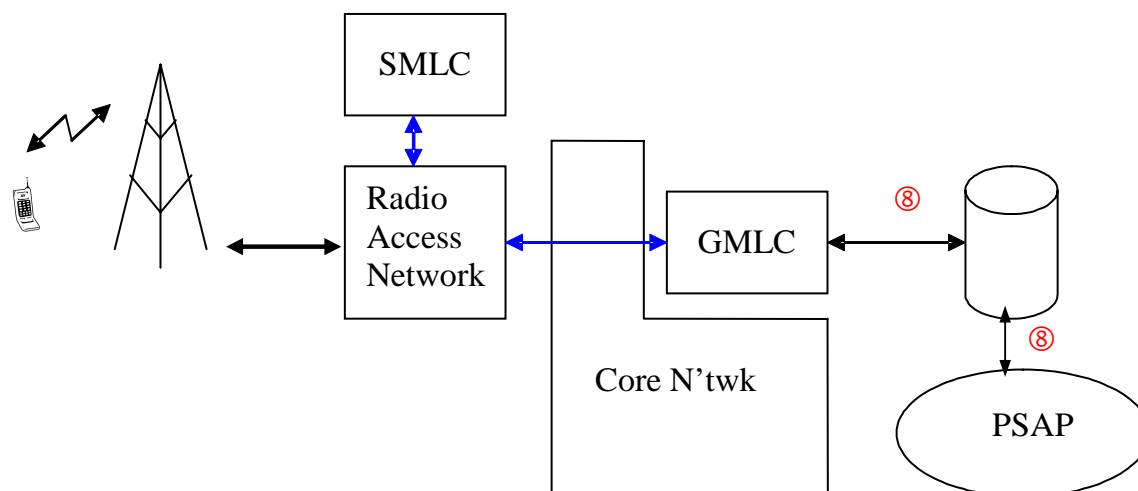 SMLC
Radio
Access
Network
GMLC
⑧
⑧
Core N’twk
PSAP